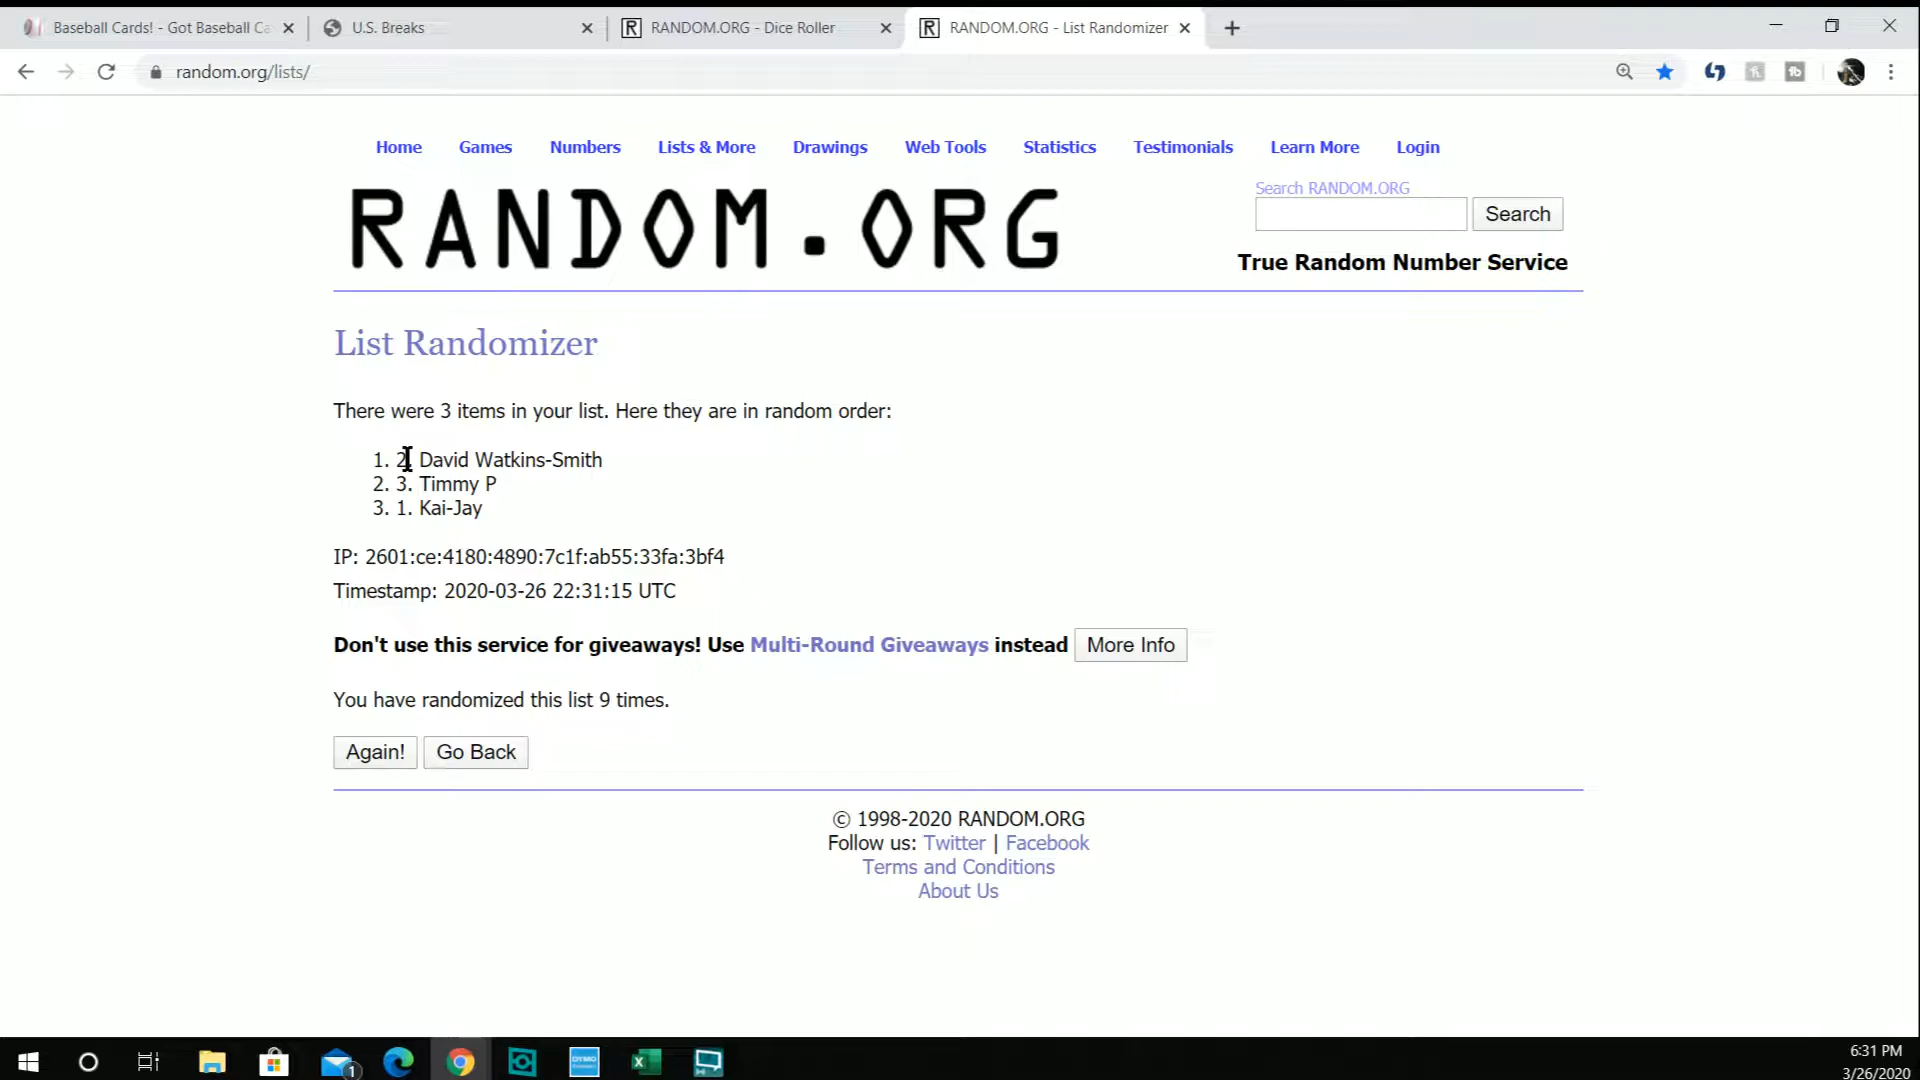 Baseball Cards! - Got Baseball Ca
U.S. Breaks
RANDOM.ORG - Dice Roller
RANDOM.ORG - List Randomizer
random.org/lists/
Home Games Numbers Lists & More Drawings Web Tools Statistics Testimonials Learn More Login
RANDOM.ORG
Search RANDOM.ORG
Search
True Random Number Service
List Randomizer
There were 3 items in your list. Here they are in random order:
1. 2. David Watkins-Smith
2. 3. Timmy P
3. 1. Kai-Jay
IP: 2601:ce:4180:4890:7c1f:ab55:33fa:3bf4
Timestamp: 2020-03-26 22:31:15 UTC
Don't use this service for giveaways! Use Multi-Round Giveaways instead More Info
You have randomized this list 9 times.
Again! Go Back
© 1998-2020 RANDOM.ORG
Follow us: Twitter | Facebook
Terms and Conditions
About Us
1
DYMO
6:31 PM
3/26/2020